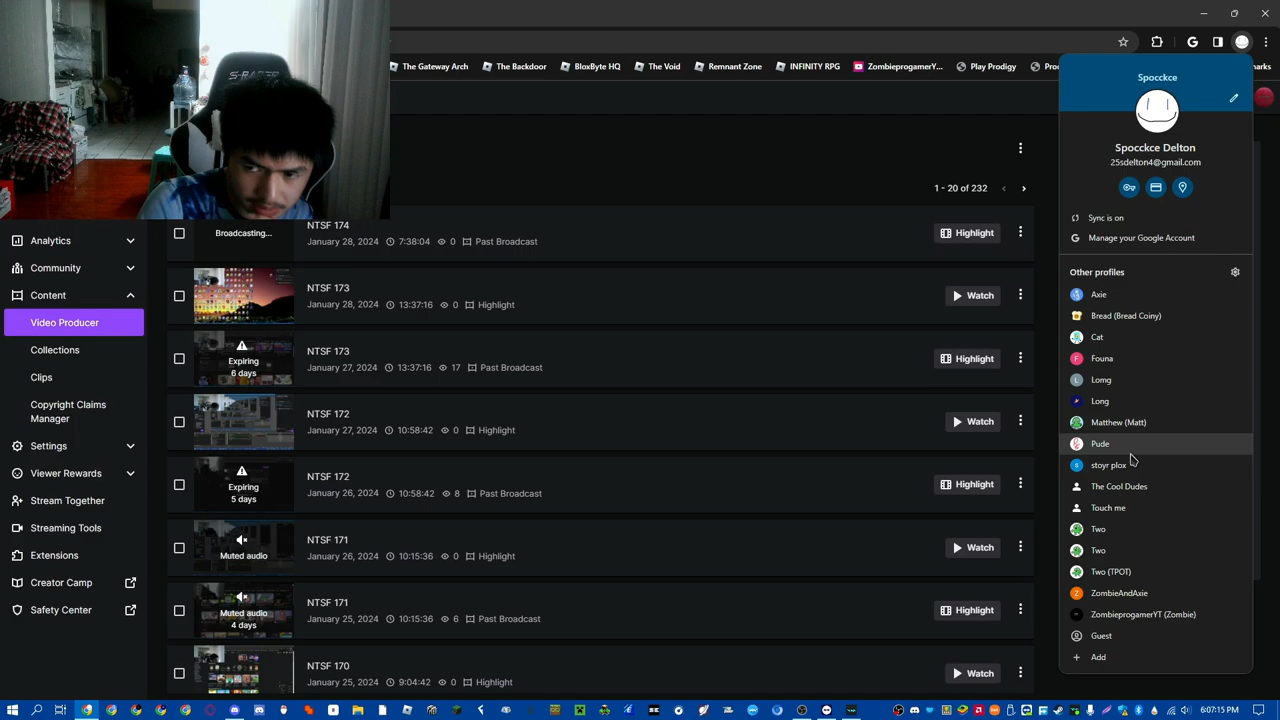 S-RACER
The Gateway Arch
The Backdoor
BloxByte HQ
The Void
Remnant Zone
INFINITY RPG
ZombieprogamerY...
Play Prodigy
Spocckce
Spocckce Delton
25sdelton4@gmail.com
Sync is on
Manage your Google Account
Other profiles
Axie
Bread (Bread Coiny)
Cat
Founa
Lomg
Long
Matthew (Matt)
Pude
stoyr plox
The Cool Dudes
Touch me
Two
Two
Two (TPOT)
ZombieAndAxie
ZombieprogamerYT (Zombie)
Guest
Add
1 - 20 of 232
Analytics
Community
Content
Video Producer
Collections
Clips
Copyright Claims
Manager
Settings
Viewer Rewards
Stream Together
Streaming Tools
Extensions
Creator Camp
Safety Center
Broadcasting...
NTSF 174
January 28, 2024 7:38:04 0 Past Broadcast
Highlight
NTSF 173
January 28, 2024 13:37:16 0 Highlight
Watch
Expiring
6 days
NTSF 173
January 27, 2024 13:37:16 17 Past Broadcast
Highlight
NTSF 172
January 27, 2024 10:58:42 0 Highlight
Watch
Expiring
5 days
NTSF 172
January 26, 2024 10:58:42 8 Past Broadcast
Highlight
Muted audio
NTSF 171
January 26, 2024 10:15:36 0 Highlight
Watch
Muted audio
4 days
NTSF 171
January 25, 2024 10:15:36 6 Past Broadcast
Highlight
NTSF 170
January 25, 2024 9:04:42 0 Highlight
Watch
6:07:15 PM